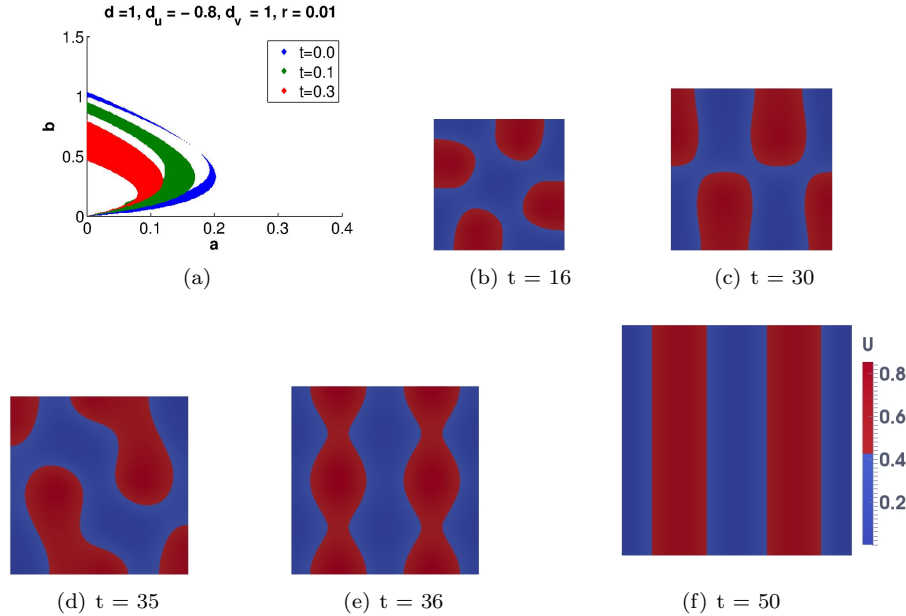 d =1, d_u = − 0.8, d_v = 1, r = 0.01
1.5
1
0.5
0
b
t=0.0
t=0.1
t=0.3
0 0.1 0.2 0.3 0.4
a
(a)
(b) t = 16
(c) t = 30
U
0.8
0.6
0.4
0.2
(d) t = 35
(e) t = 36
(f) t = 50